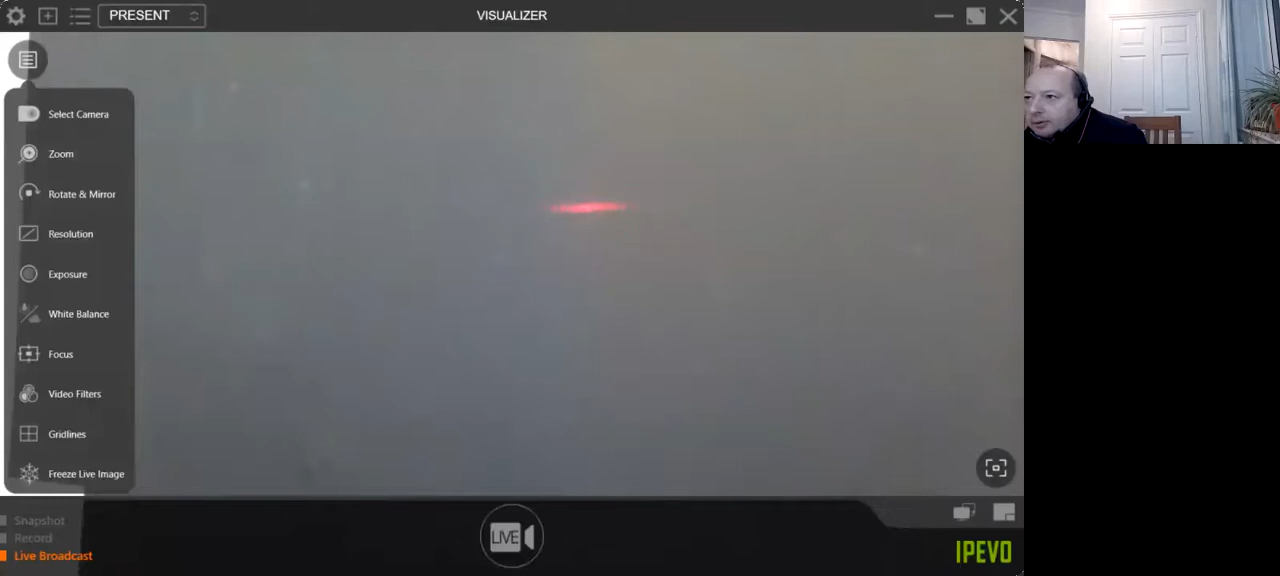 PRESENT
VISUALIZER
Select Camera
Zoom
Rotate & Mirror
Resolution
Exposure
White Balance
Focus
Video Filters
Gridlines
Freeze Live Image
Snapshot
Record
Live Broadcast
LIVE
IPEVO